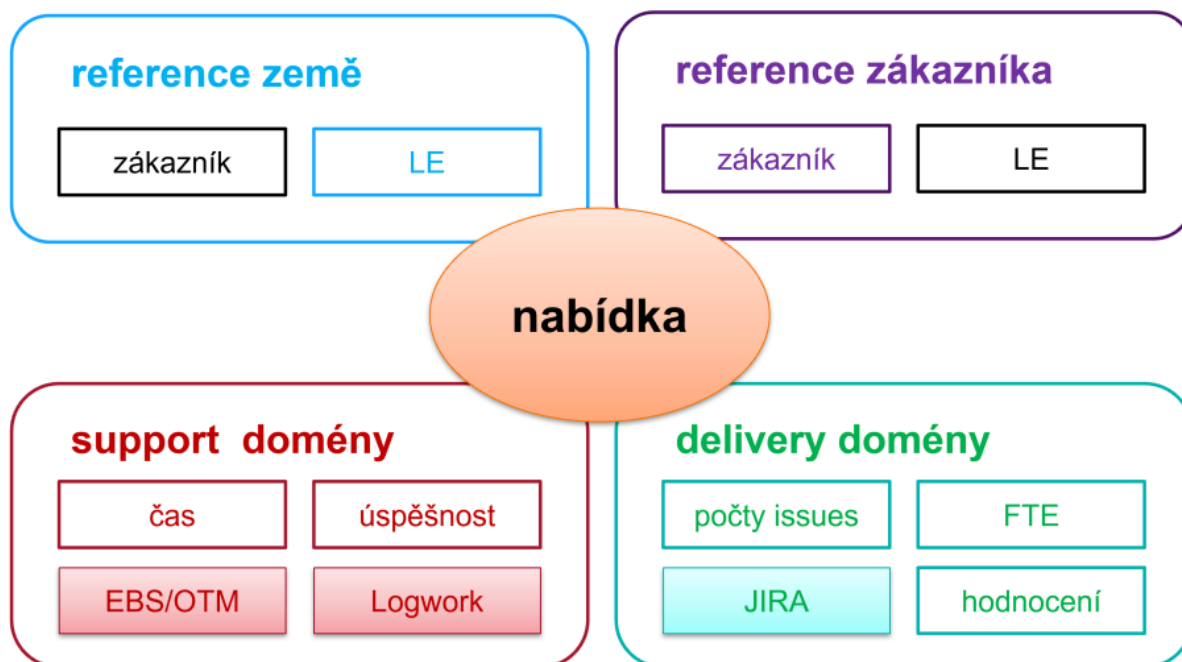 reference země
reference zákazníka
zákazník
LE
zákazník
LE
nabídka
support domény
delivery domény
čas
úspěšnost
počty issues
FTE
EBS/OTM
Logwork
JIRA
hodnocení